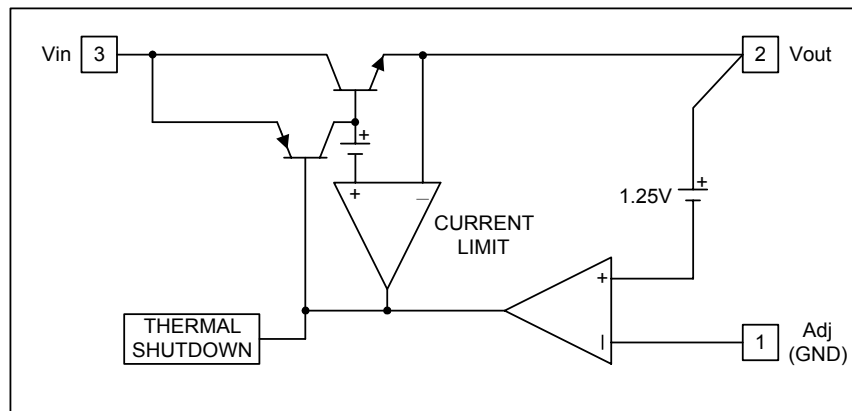 Vin 3
2 Vout
+
+ −
CURRENT
LIMIT
1.25V +
+
−
THERMAL
SHUTDOWN
1 Adj
(GND)